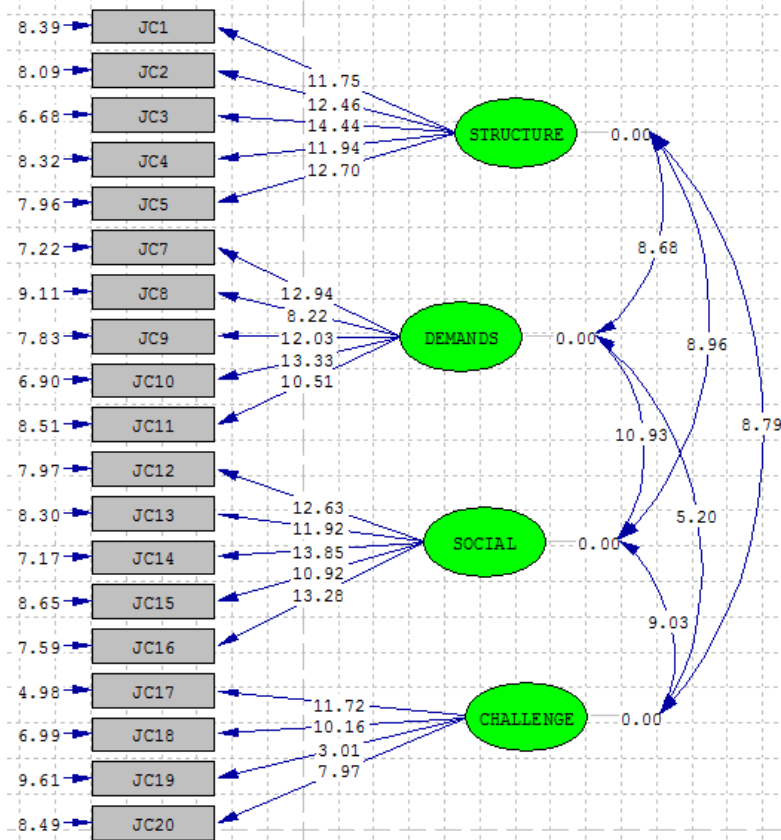 8.39 JC1
11.75
8.09 JC2
12.46
6.68 JC3
14.44
STRUCTURE 0.00
8.32 JC4
11.94
12.70
7.96 JC5
7.22 JC7
8.68
12.94
9.11 JC8
8.22
7.83 JC9
12.03
DEMANDS 0.00
8.96
13.33
6.90 JC10
10.51
8.51 JC11
8.79
10.93
7.97 JC12
12.63
8.30 JC13
5.20
11.92
SOCIAL 0.00
13.85
7.17 JC14
10.92
13.28
8.65 JC15
9.03
7.59 JC16
4.98 JC17
11.72
CHALLENGE 0.00
10.16
6.99 JC18
3.01
7.97
9.61 JC19
8.49 JC20